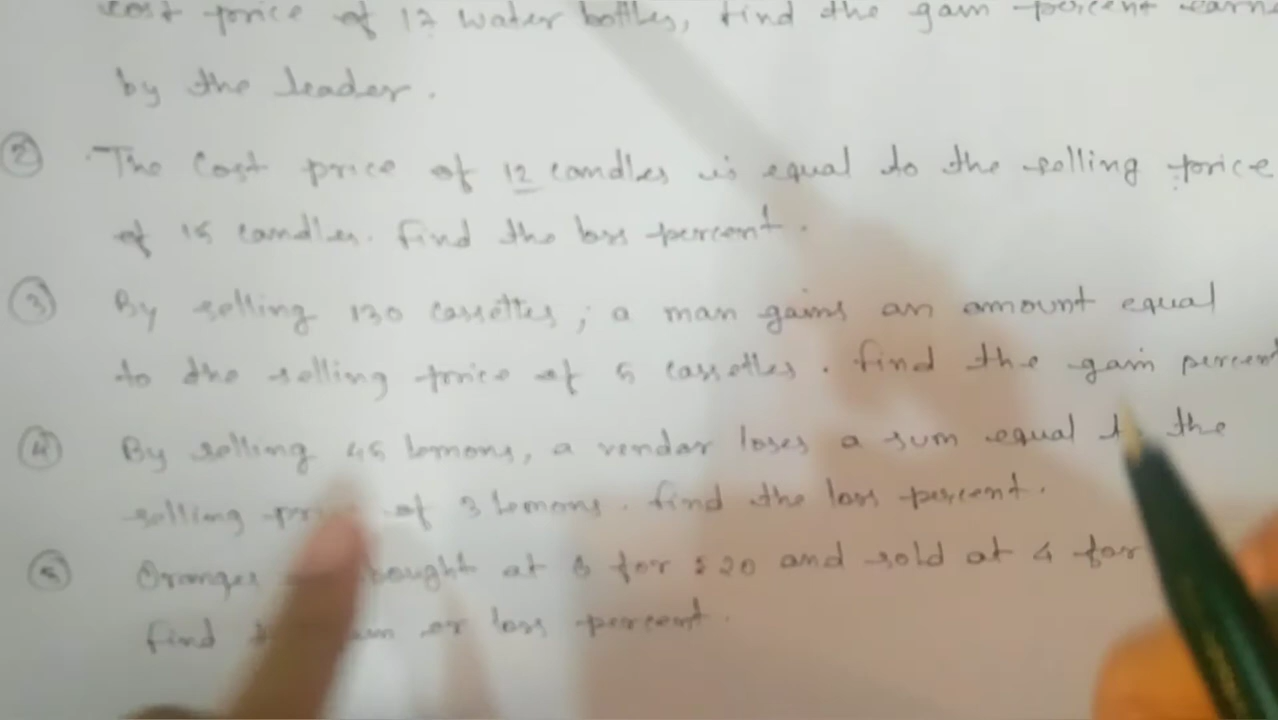 cost price of 12 water bottles, find the gain percent earn
by the leader.
② The Cost price of 12 candles is equal to the selling price
of 15 candles. Find the loss percent.
③ By selling 130 cassettes, a man gains an amount equal
to the selling price of 5 cassettes. find the gain percent
④ By selling 45 lemons, a vendor loses a sum equal to the
selling of 3 lemons. find the loss percent.
⑤ Oranges bought at for 20 and sold at 4 for
find or loss percent.